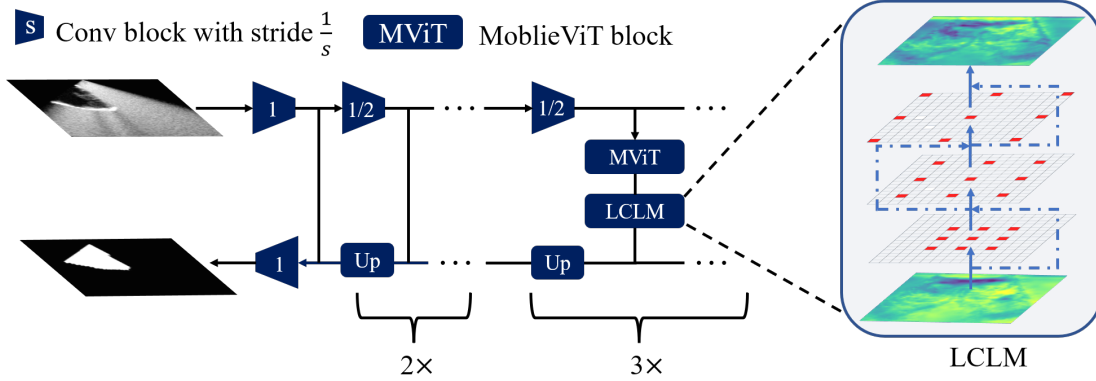 S Conv block with stride 1/s MViT MoblieViT block
1 1/2 ··· 1/2 ···
MViT
LCLM
1 Up ··· Up ···
2× 3× LCLM